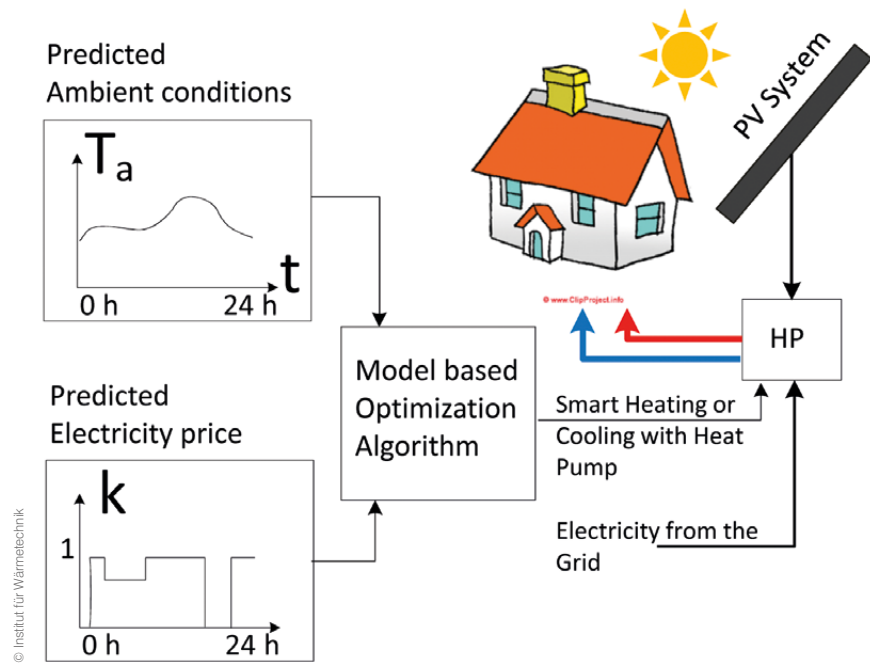 Predicted
Ambient conditions
Ta
t
0 h
24 h
Predicted
Electricity price
k
1
0 h
24 h
Model based
Optimization
Algorithm
PV System
© www.ClipProject.info
HP
Smart Heating or
Cooling with Heat
Pump
Electricity from the
Grid
© Institut für Wärmetechnik